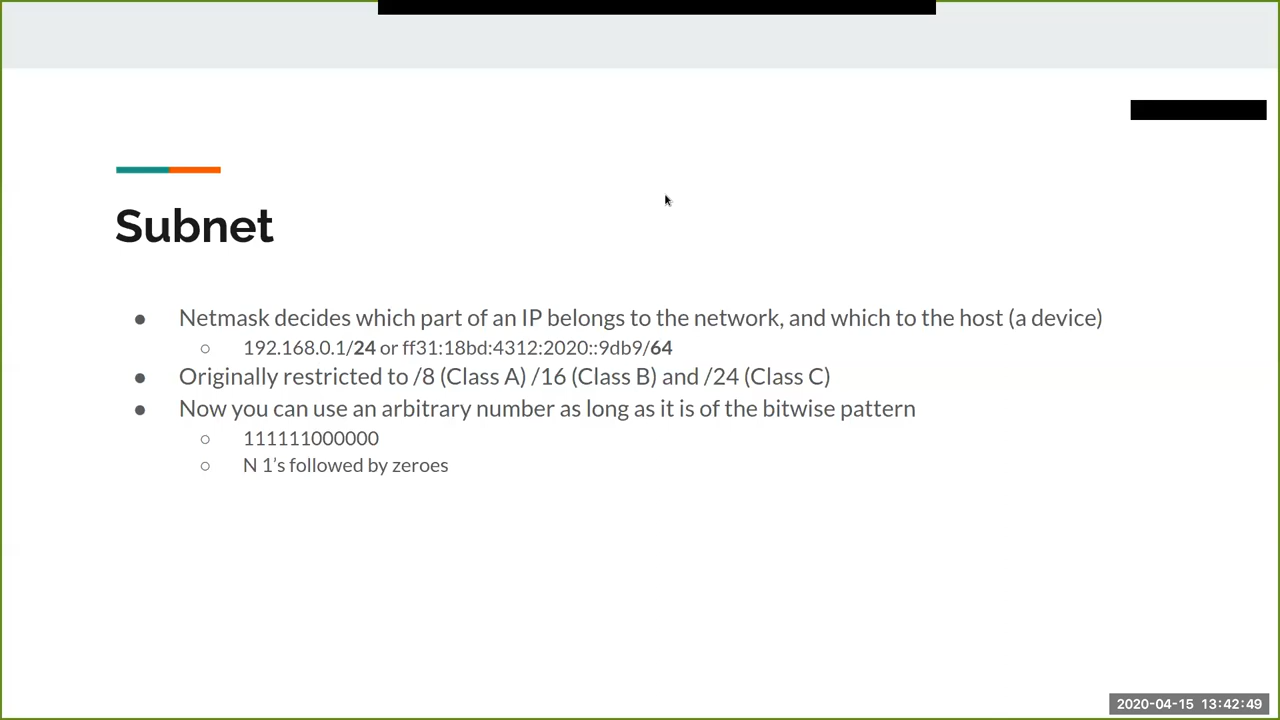 Subnet
● Netmask decides which part of an IP belongs to the network, and which to the host (a device)
○ 192.168.0.1/24 or ff31:18bd:4312:2020::9db9/64
● Originally restricted to /8 (Class A) /16 (Class B) and /24 (Class C)
● Now you can use an arbitrary number as long as it is of the bitwise pattern
○ 111111000000
○ N 1’s followed by zeroes
2020-04-15 13:42:49